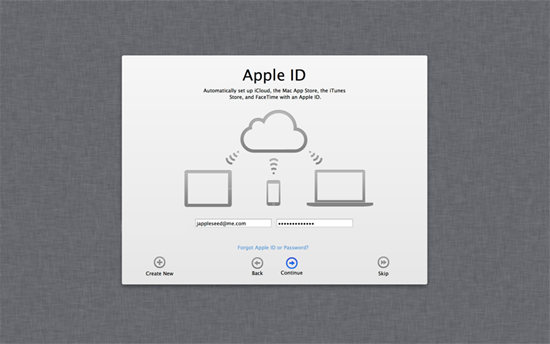 Apple ID
Automatically set up iCloud, the Mac App Store, the iTunes
Store, and FaceTime with an Apple ID.
jappleseed@me.com •••••••••••••
Forgot Apple ID or Password?
Create New Back Continue Skip